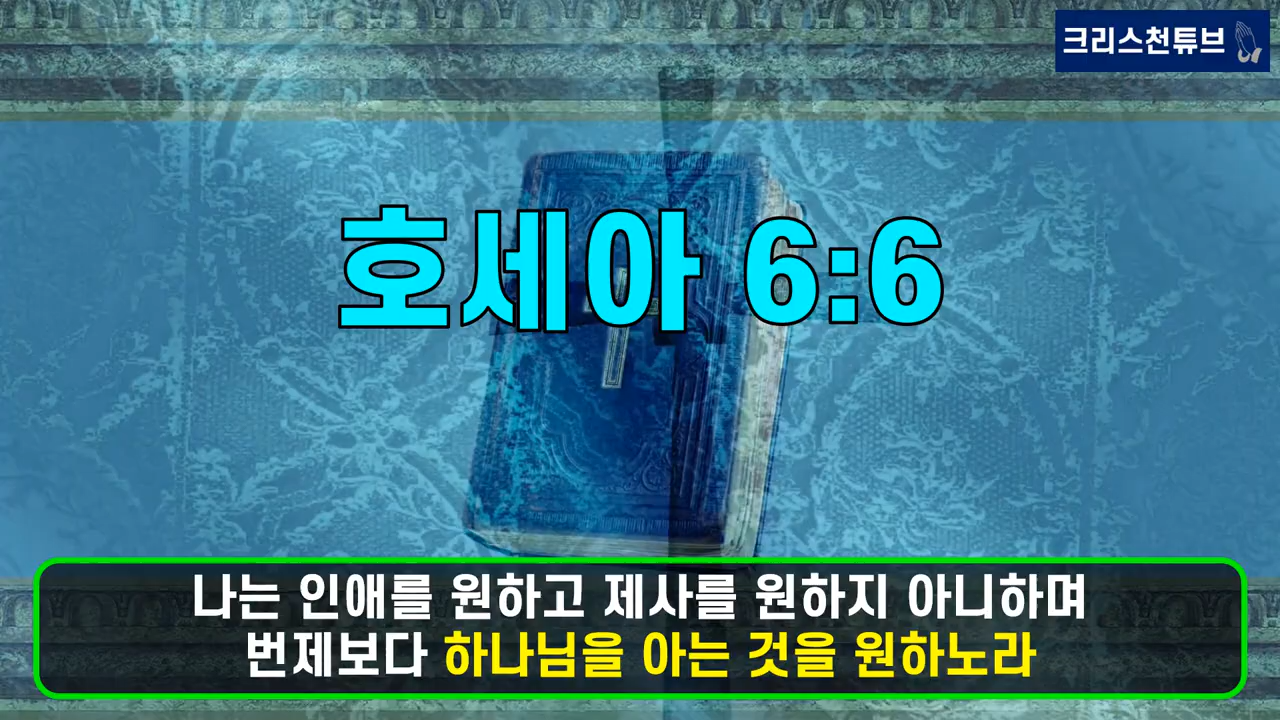 크리스천튜브
호세아 6:6
나는 인애를 원하고 제사를 원하지 아니하며
번제보다 하나님을 아는 것을 원하노라